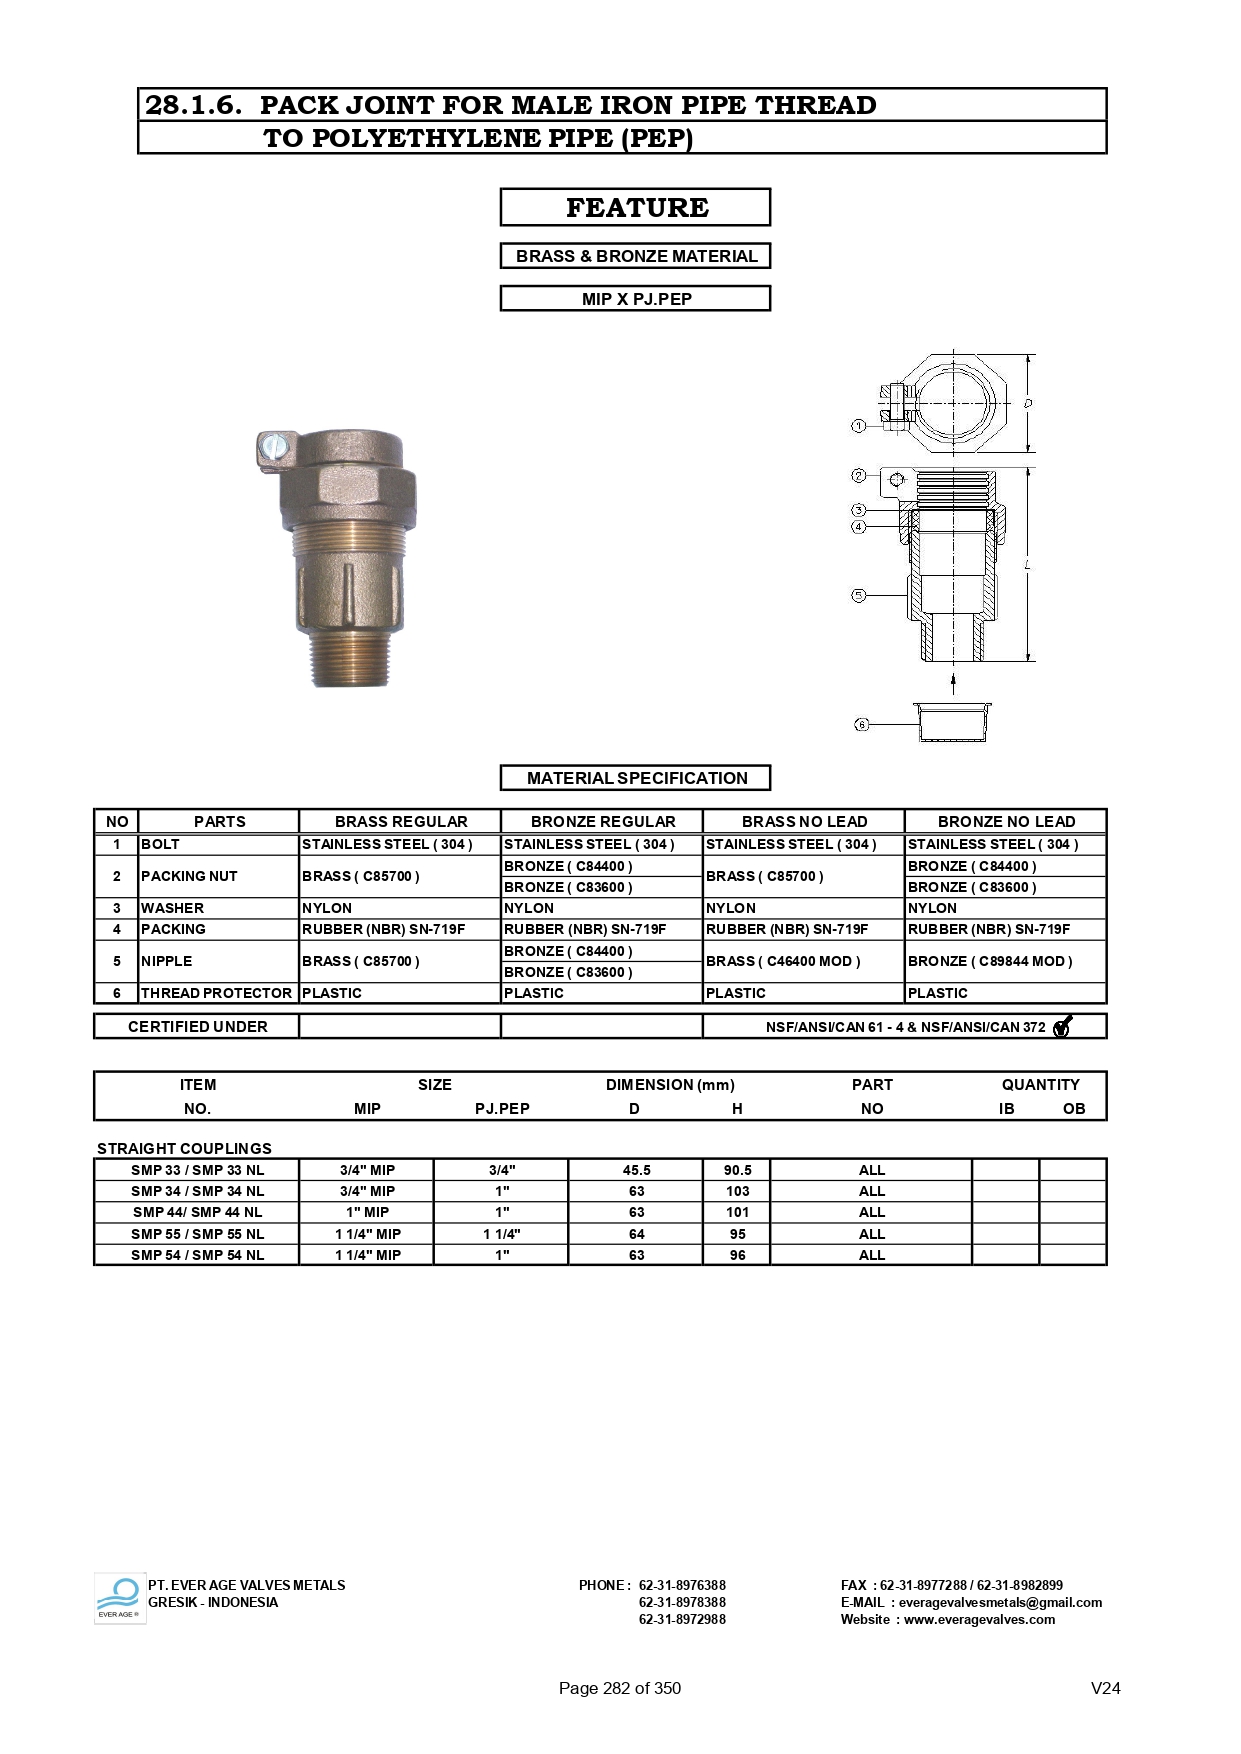 28.1.6. PACK JOINT FOR MALE IRON PIPE THREAD
TO POLYETHYLENE PIPE (PEP)
FEATURE
BRASS & BRONZE MATERIAL
MIP X PJ.PEP
D
1
2
3
4
L
5
6
MATERIAL SPECIFICATION
NO PARTS BRASS REGULAR BRONZE REGULAR BRASS NO LEAD BRONZE NO LEAD
1 BOLT STAINLESS STEEL ( 304 ) STAINLESS STEEL ( 304 ) STAINLESS STEEL ( 304 ) STAINLESS STEEL ( 304 )
BRONZE ( C84400 ) BRONZE ( C84400 )
2 PACKING NUT BRASS ( C85700 ) BRASS ( C85700 )
BRONZE ( C83600 ) BRONZE ( C83600 )
3 WASHER NYLON NYLON NYLON NYLON
4 PACKING RUBBER (NBR) SN-719F RUBBER (NBR) SN-719F RUBBER (NBR) SN-719F RUBBER (NBR) SN-719F
BRONZE ( C84400 )
5 NIPPLE BRASS ( C85700 ) BRASS ( C46400 MOD ) BRONZE ( C89844 MOD )
BRONZE ( C83600 )
6 THREAD PROTECTOR PLASTIC PLASTIC PLASTIC PLASTIC
CERTIFIED UNDER NSF/ANSI/CAN 61 - 4 & NSF/ANSI/CAN 372
ITEM SIZE DIMENSION (mm) PART QUANTITY
NO. MIP PJ.PEP D H NO IB OB
STRAIGHT COUPLINGS
SMP 33 / SMP 33 NL 3/4" MIP 3/4" 45.5 90.5 ALL
SMP 34 / SMP 34 NL 3/4" MIP 1" 63 103 ALL
SMP 44/ SMP 44 NL 1" MIP 1" 63 101 ALL
SMP 55 / SMP 55 NL 1 1/4" MIP 1 1/4" 64 95 ALL
SMP 54 / SMP 54 NL 1 1/4" MIP 1" 63 96 ALL
PT. EVER AGE VALVES METALS PHONE : 62-31-8976388 FAX : 62-31-8977288 / 62-31-8982899
GRESIK - INDONESIA 62-31-8978388 E-MAIL : everagevalvesmetals@gmail.com
62-31-8972988 Website : www.everagevalves.com
EVER AGE ®
Page 282 of 350 V24